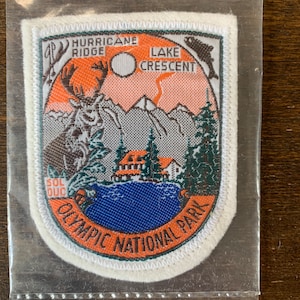 HURRICANE
RIDGE
LAKE
CRESCENT
SOL
DUC
OLYMPIC NATIONAL PARK